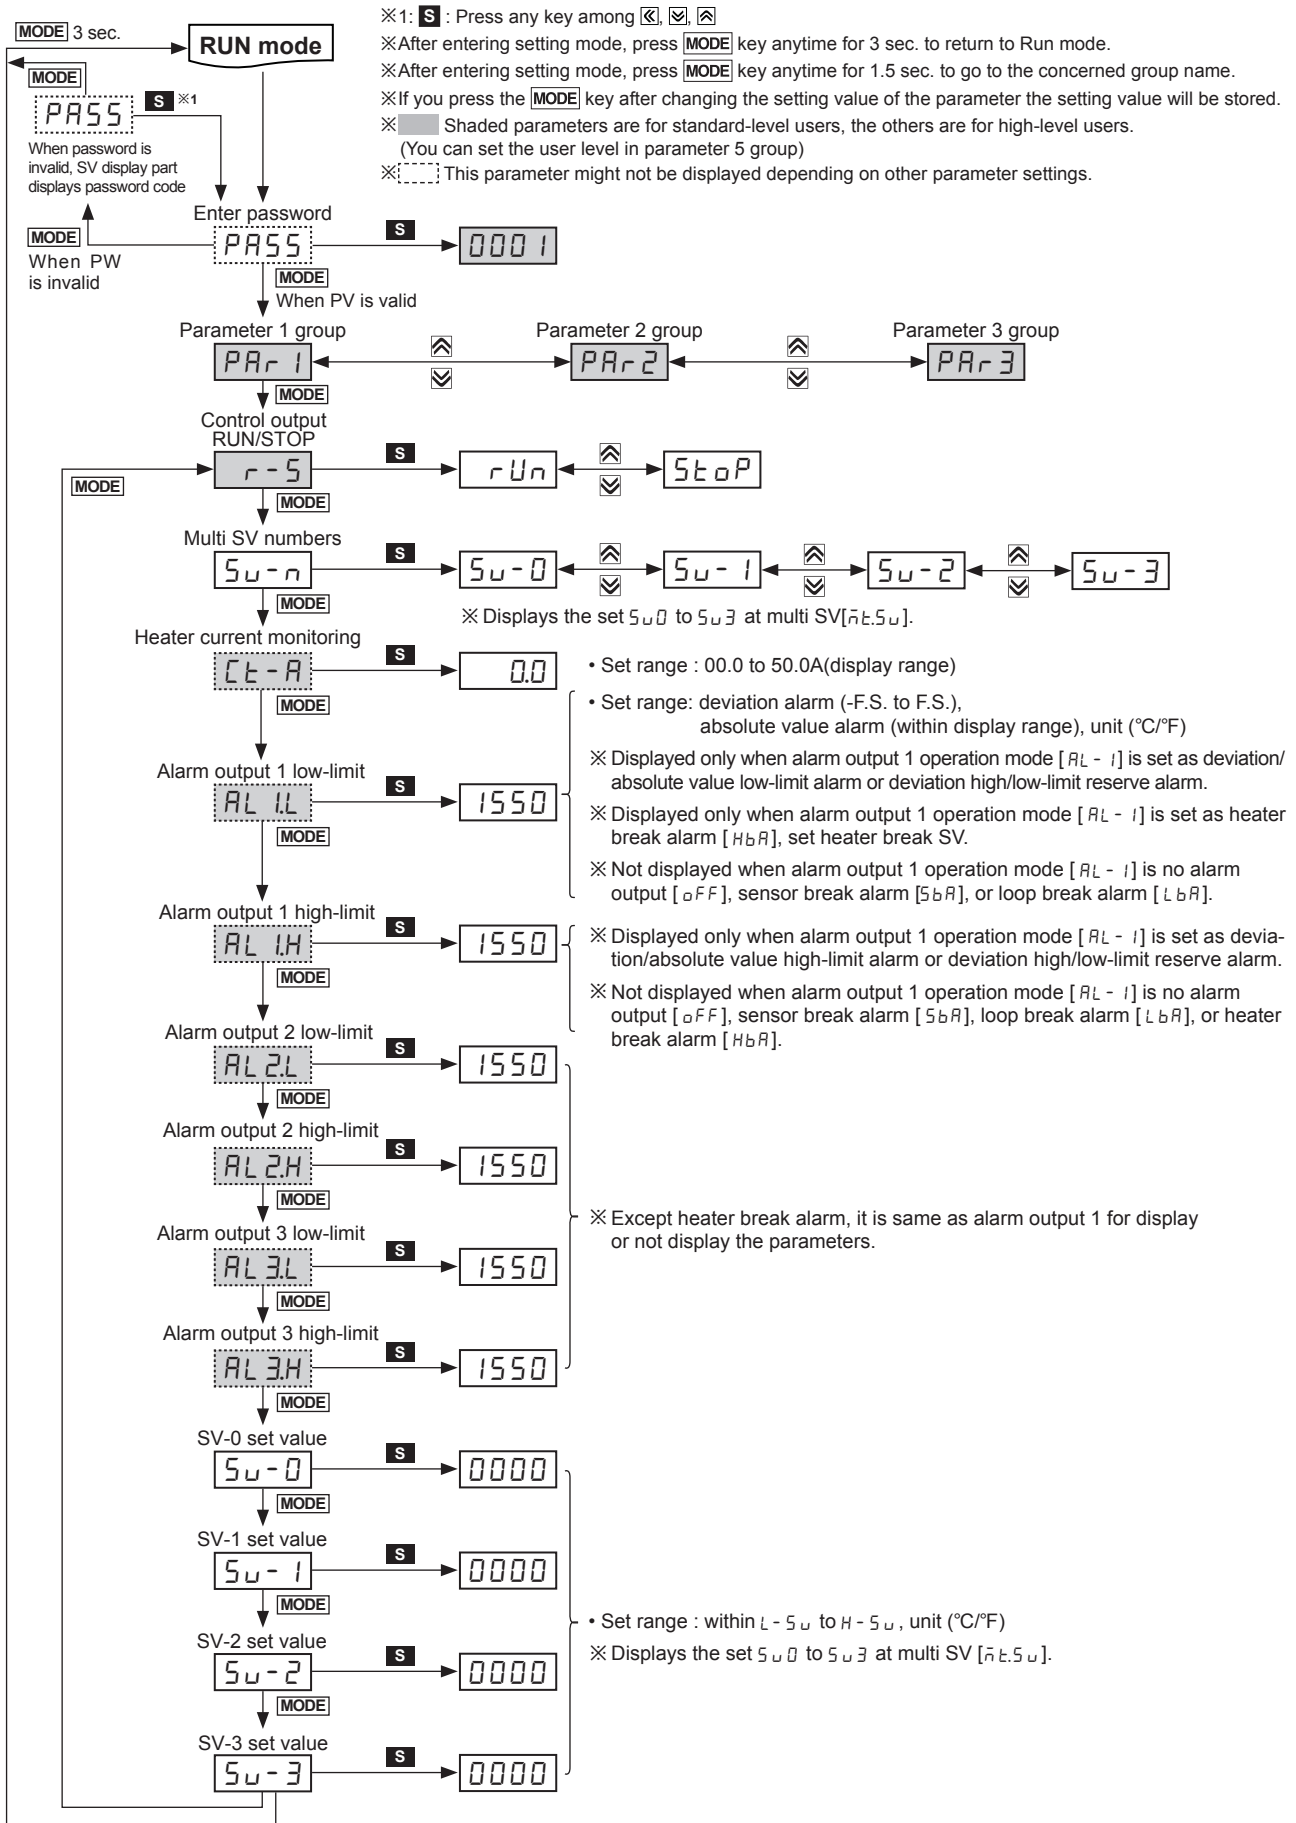 ※1: S : Press any key among
MODE 3 sec.
RUN mode
※After entering setting mode, press MODE key anytime for 3 sec. to return to Run mode.
※After entering setting mode, press MODE key anytime for 1.5 sec. to go to the concerned group name.
※If you press the MODE key after changing the setting value of the parameter the setting value will be stored.
※ Shaded parameters are for standard-level users, the others are for high-level users.
(You can set the user level in parameter 5 group)
※ This parameter might not be displayed depending on other parameter settings.
MODE
PASS
S ※1
When password is
invalid, SV display part
displays password code
Enter password
PASS
S
0001
MODE
When PW
is invalid
MODE
When PV is valid
Parameter 1 group
PAr1
Parameter 2 group
PAr2
Parameter 3 group
PAr3
MODE
Control output
RUN/STOP
r-S
S
rUn
StoP
MODE
MODE
Multi SV numbers
Su-n
S
Su-0
Su-1
Su-2
Su-3
MODE
※ Displays the set Su0 to Su3 at multi SV[mt.Su].
Heater current monitoring
Ct-A
S
0.0
• Set range : 00.0 to 50.0A(display range)
MODE
• Set range: deviation alarm (-F.S. to F.S.),
absolute value alarm (within display range), unit (℃/℉)
※ Displayed only when alarm output 1 operation mode [AL-1] is set as deviation/
absolute value low-limit alarm or deviation high/low-limit reserve alarm.
※ Displayed only when alarm output 1 operation mode [AL-1] is set as heater
break alarm [HbA], set heater break SV.
※ Not displayed when alarm output 1 operation mode [AL-1] is no alarm
output [oFF], sensor break alarm [SbA], or loop break alarm [LbA].
Alarm output 1 low-limit
AL1.L
S
1550
MODE
Alarm output 1 high-limit
AL1.H
S
1550
MODE
※ Displayed only when alarm output 1 operation mode [AL-1] is set as devia-
tion/absolute value high-limit alarm or deviation high/low-limit reserve alarm.
※ Not displayed when alarm output 1 operation mode [AL-1] is no alarm
output [oFF], sensor break alarm [SbA], loop break alarm [LbA], or heater
break alarm [HbA].
Alarm output 2 low-limit
AL2.L
S
1550
MODE
Alarm output 2 high-limit
AL2.H
S
1550
MODE
※ Except heater break alarm, it is same as alarm output 1 for display
or not display the parameters.
Alarm output 3 low-limit
AL3.L
S
1550
MODE
Alarm output 3 high-limit
AL3.H
S
1550
MODE
SV-0 set value
Su-0
S
0000
MODE
SV-1 set value
Su-1
S
0000
MODE
• Set range : within L-Su to H-Su, unit (℃/℉)
※ Displays the set Su0 to Su3 at multi SV [mt.Su].
SV-2 set value
Su-2
S
0000
MODE
SV-3 set value
Su-3
S
0000